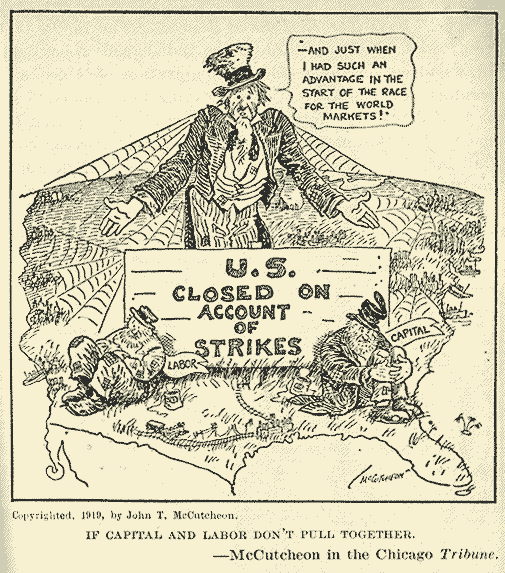 "—AND JUST WHEN
I HAD SUCH AN
ADVANTAGE IN THE
START OF THE RACE
FOR THE WORLD
MARKETS!"
U.S.
CLOSED ON
ACCOUNT
OF
STRIKES
LABOR
CAPITAL
McCUTCHEON
Copyrighted, 1919, by John T. McCutcheon.
IF CAPITAL AND LABOR DON'T PULL TOGETHER.
—McCutcheon in the Chicago Tribune.